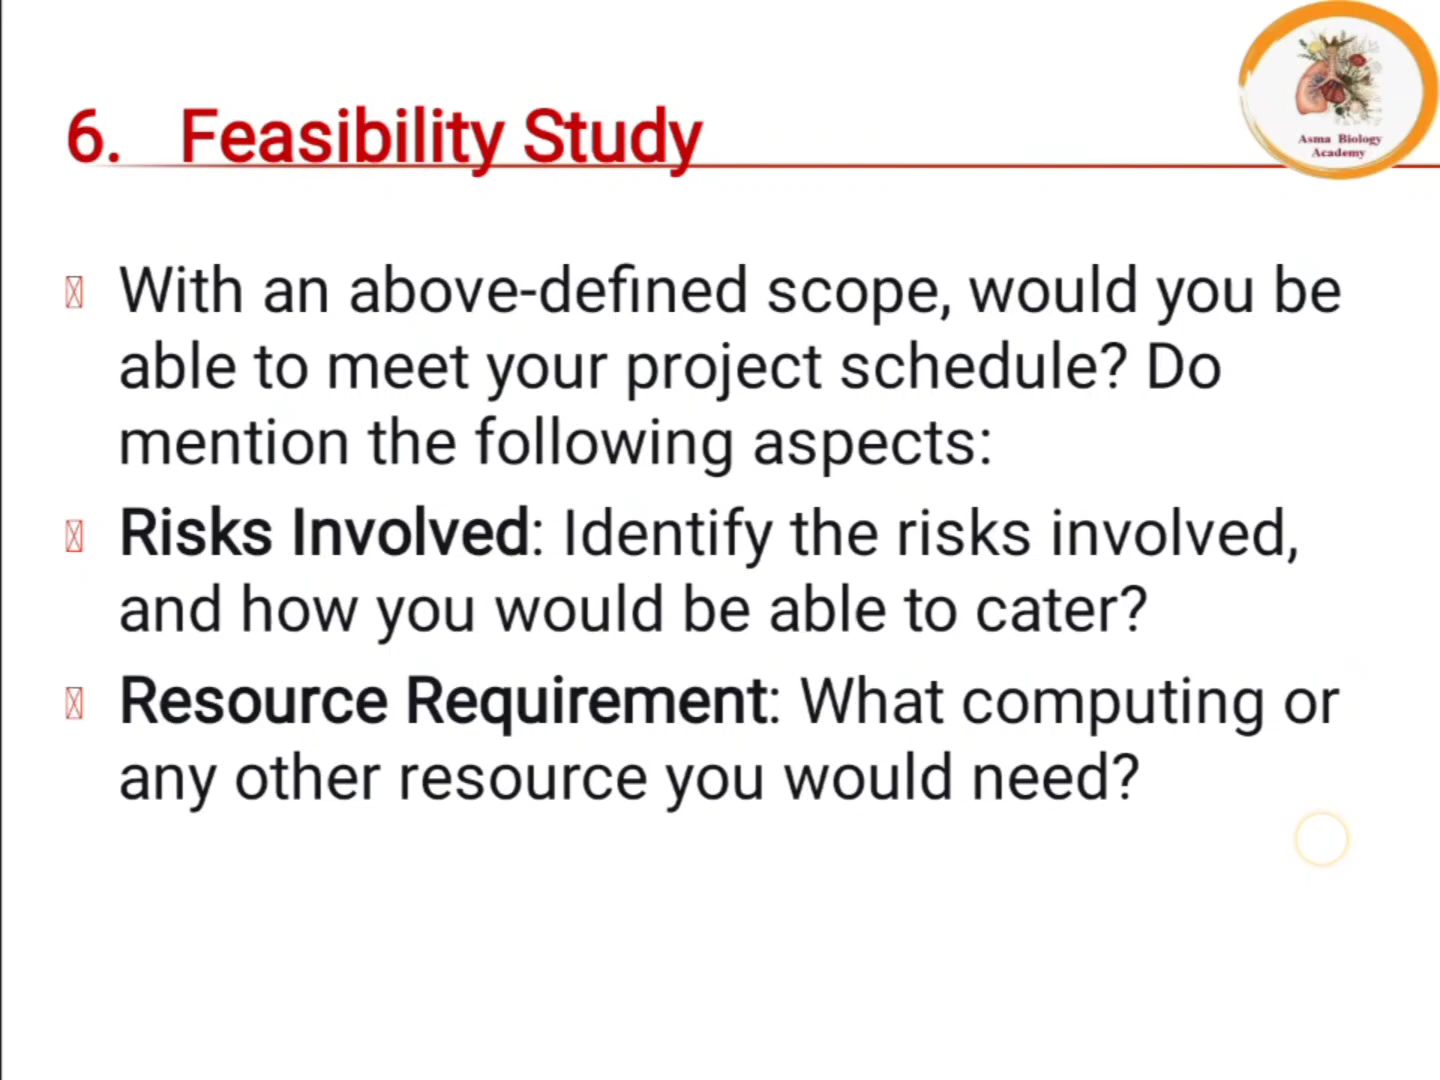 6. Feasibility Study
Asma Biology
Academy
With an above-defined scope, would you be
able to meet your project schedule? Do
mention the following aspects:
Risks Involved: Identify the risks involved,
and how you would be able to cater?
Resource Requirement: What computing or
any other resource you would need?